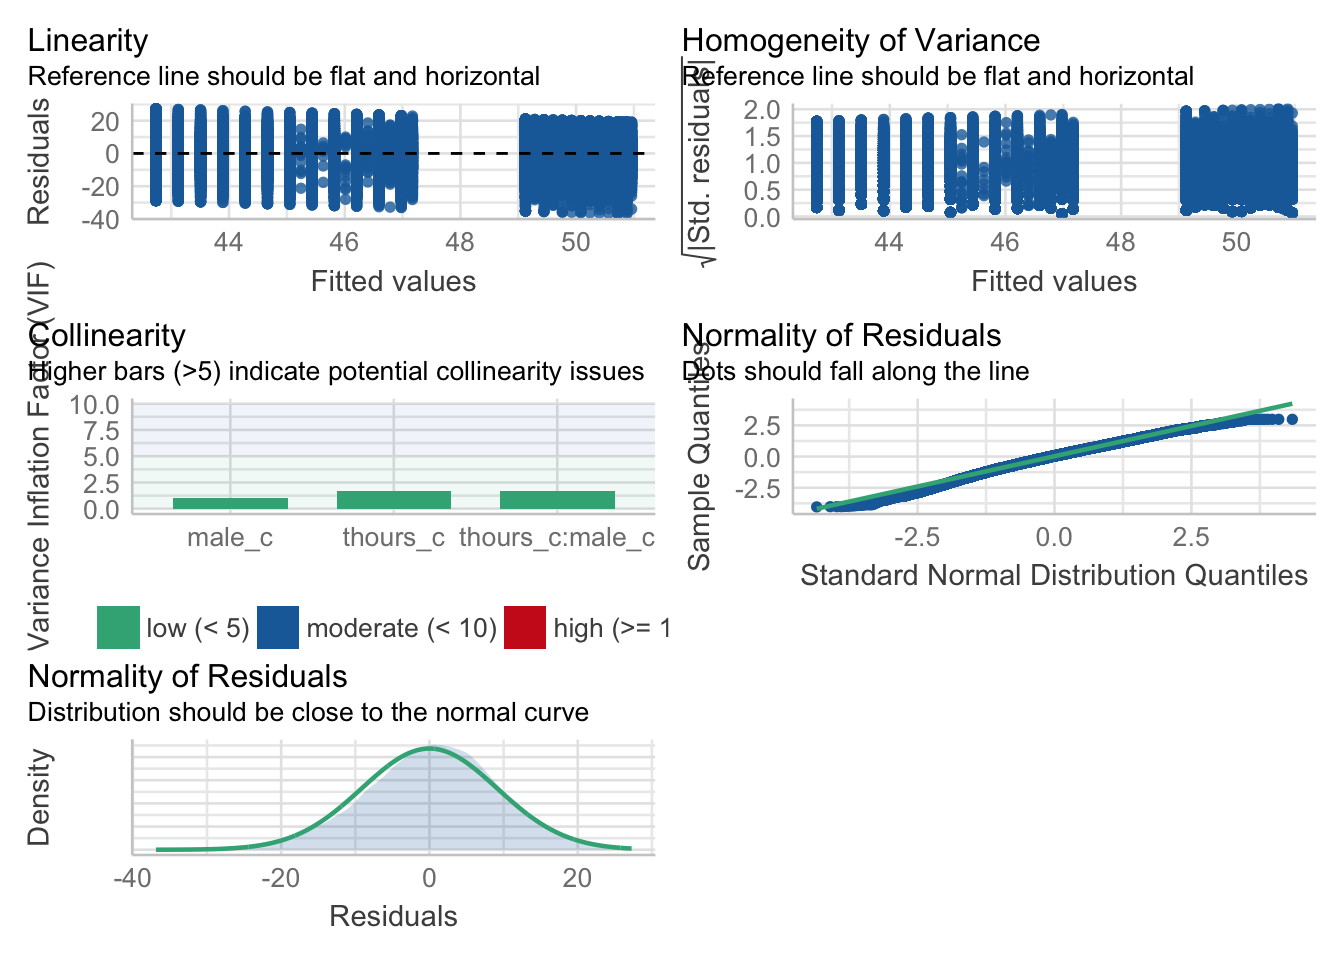 Linearity
Reference line should be flat and horizontal
Residuals
20
0
-20
-40
44
46
48
50
Fitted values
Homogeneity of Variance
Reference line should be flat and horizontal
√|Std. residuals|
2.0
1.5
1.0
0.5
0.0
44
46
48
50
Fitted values
Collinearity
Higher bars (>5) indicate potential collinearity issues
Variance Inflation Factor (VIF)
10.0
7.5
5.0
2.5
0.0
male_c
thours_c
thours_c:male_c
low (< 5)
moderate (< 10)
high (>= 1
Normality of Residuals
Dots should fall along the line
Sample Quantiles
2.5
0.0
-2.5
-2.5
0.0
2.5
Standard Normal Distribution Quantiles
Normality of Residuals
Distribution should be close to the normal curve
Density
-40
-20
0
20
Residuals